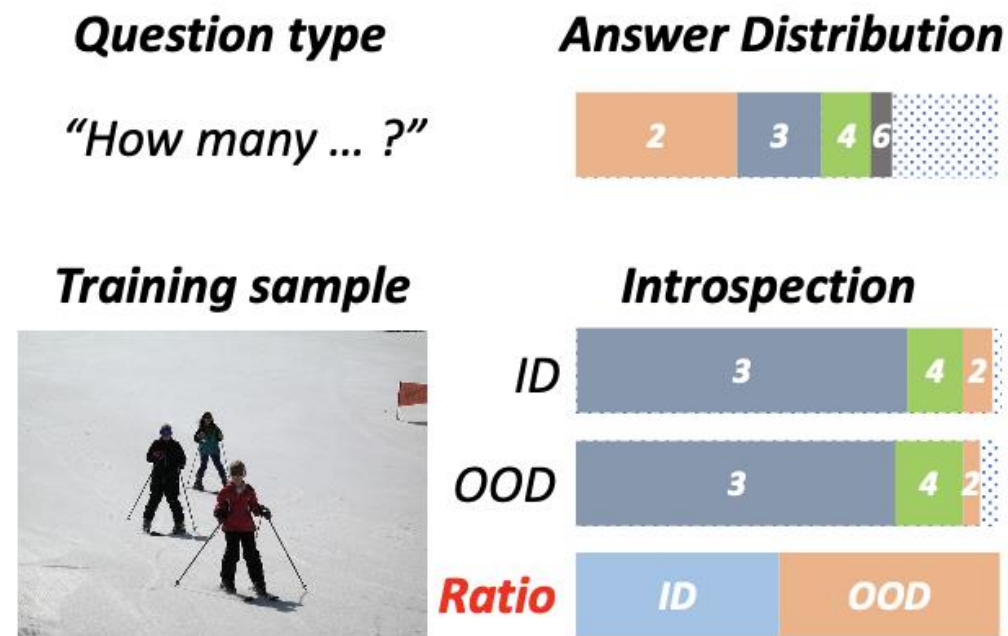 Question type
Answer Distribution
“How many ... ?”
2 3 4 6
Training sample
Introspection
ID
3 4 2
OOD
3 4 2
Ratio
ID OOD